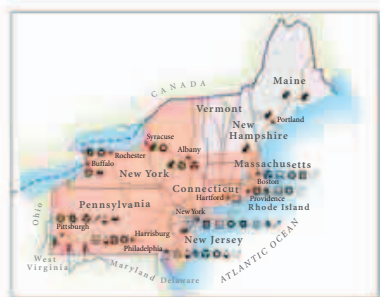 CANADA
Maine
Vermont
Portland
New
Hampshire
Syracuse
Albany
Rochester
Buffalo
New York
Massachusetts
Boston
Connecticut
Hartford
Providence
Rhode Island
Ohio
Pennsylvania
Pittsburgh
Harrisburg
New York
New Jersey
Philadelphia
West
Virginia
Maryland
Delaware
ATLANTIC OCEAN